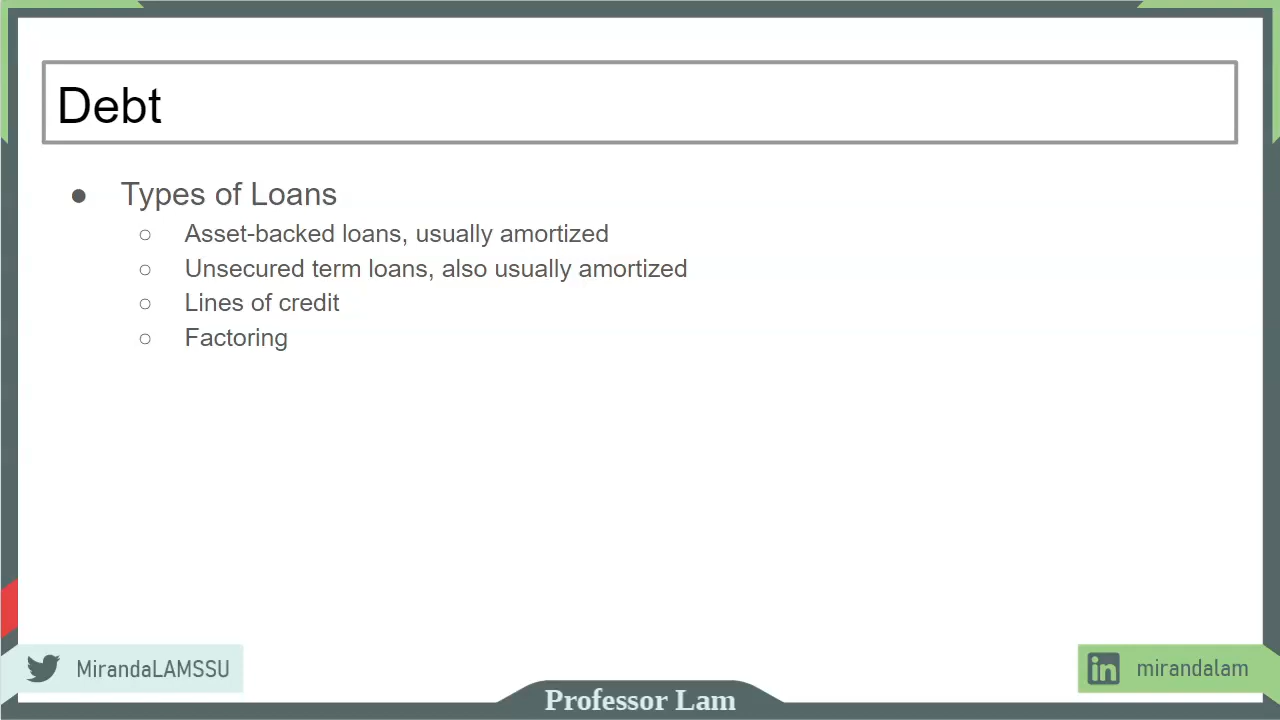 Debt
● Types of Loans
○ Asset-backed loans, usually amortized
○ Unsecured term loans, also usually amortized
○ Lines of credit
○ Factoring
MirandaLAMSSU
in mirandalam
Professor Lam